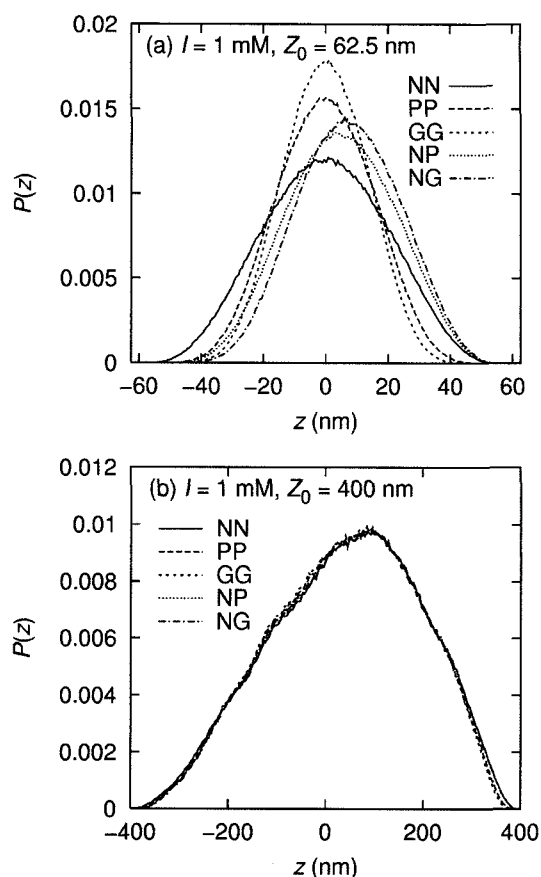 (a) I = 1 mM, Z₀ = 62.5 nm
NN
PP
GG
NP
NG
0.02
0.015
0.01
0.005
0
P(z)
−60 −40 −20 0 20 40 60
z (nm)
(b) I = 1 mM, Z₀ = 400 nm
NN
PP
GG
NP
NG
0.012
0.01
0.008
0.006
0.004
0.002
0
P(z)
−400 −200 0 200 400
z (nm)